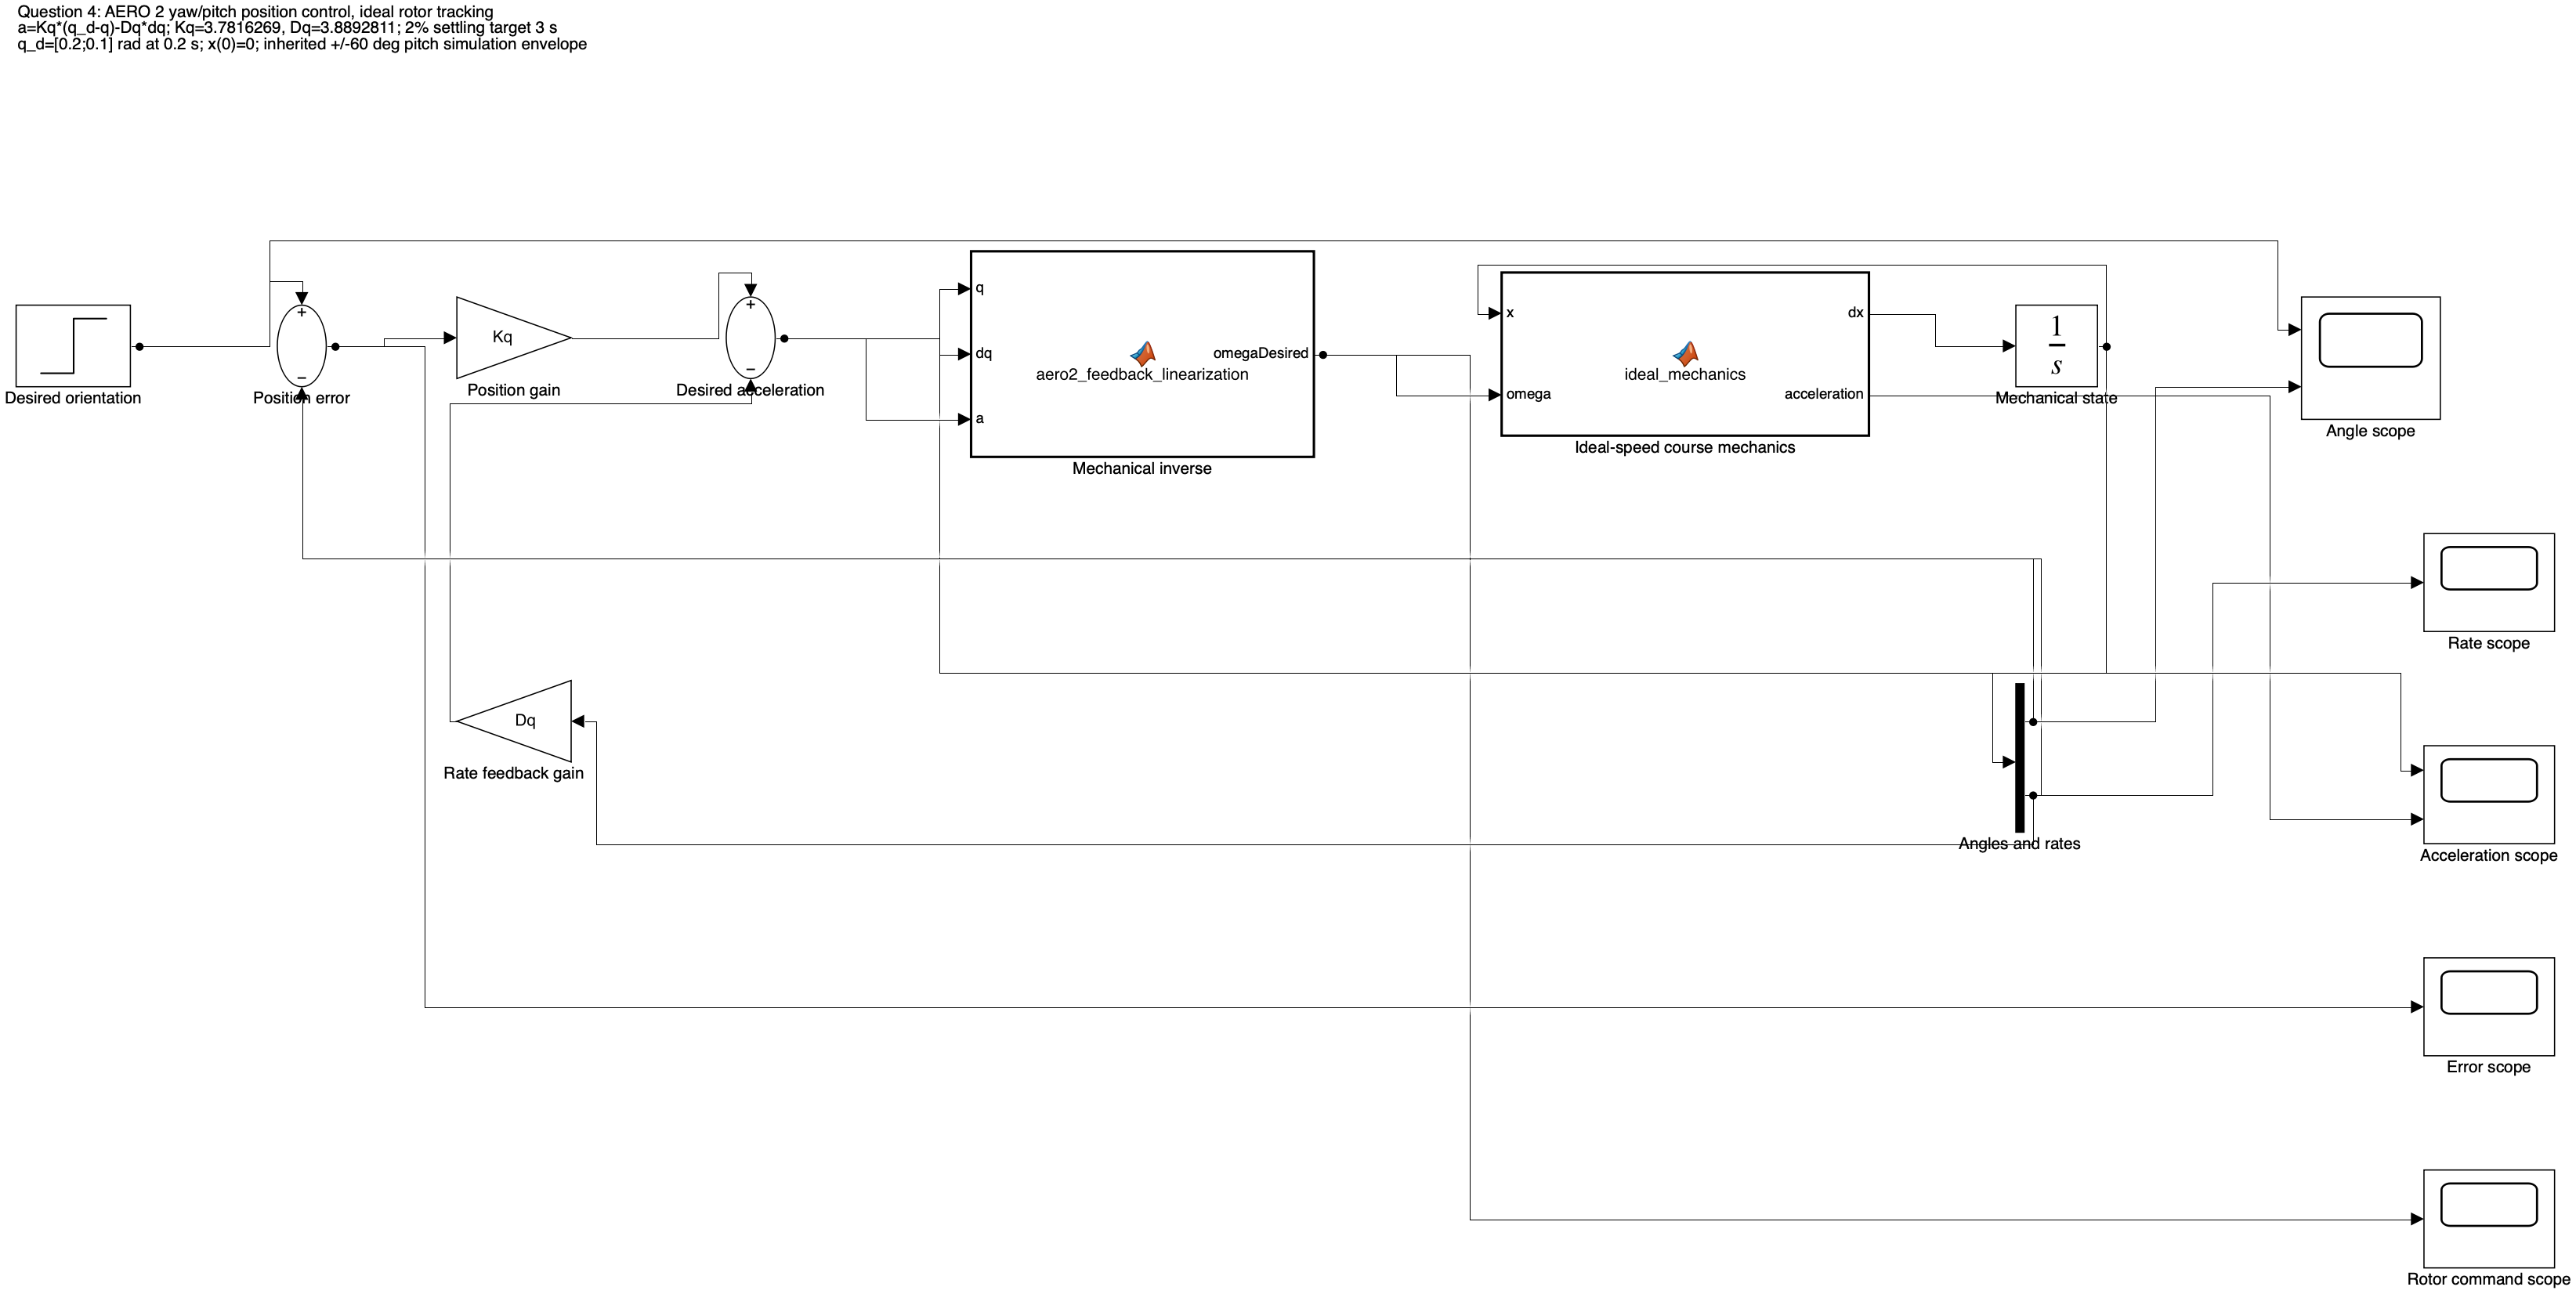 Question 4: AERO 2 yaw/pitch position control, ideal rotor tracking
a=Kq*(q_d-q)-Dq*dq; Kq=3.7816269, Dq=3.8892811; 2% settling target 3 s
q_d=[0.2;0.1] rad at 0.2 s; x(0)=0; inherited +/-60 deg pitch simulation envelope
Desired orientation
+
−
Position error
Kq
Position gain
+
−
Desired acceleration
q
dq
a
omegaDesired
aero2_feedback_linearization
Mechanical inverse
x
omega
dx
acceleration
ideal_mechanics
Ideal-speed course mechanics
1
s
Mechanical state
Angle scope
Rate scope
Dq
Rate feedback gain
Angles and rates
Acceleration scope
Error scope
Rotor command scope